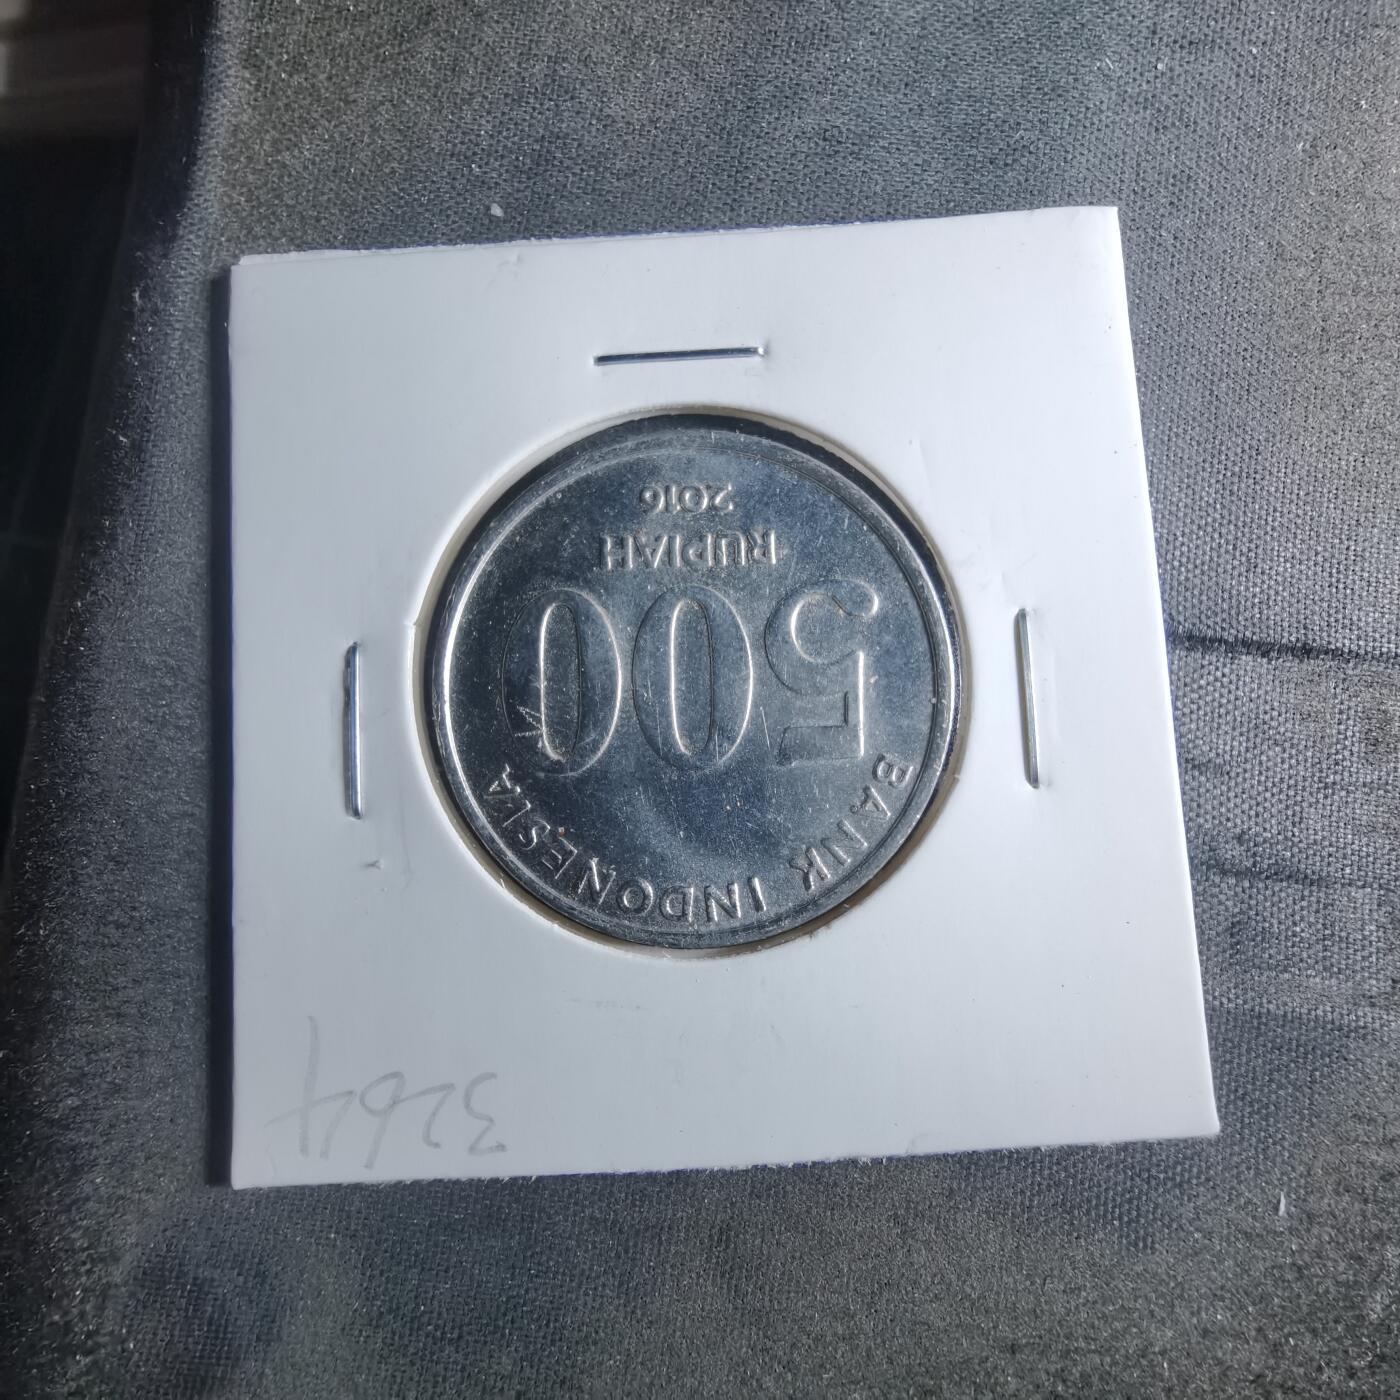 BANK INDONESIA
500
RUPIAH
2016
3264